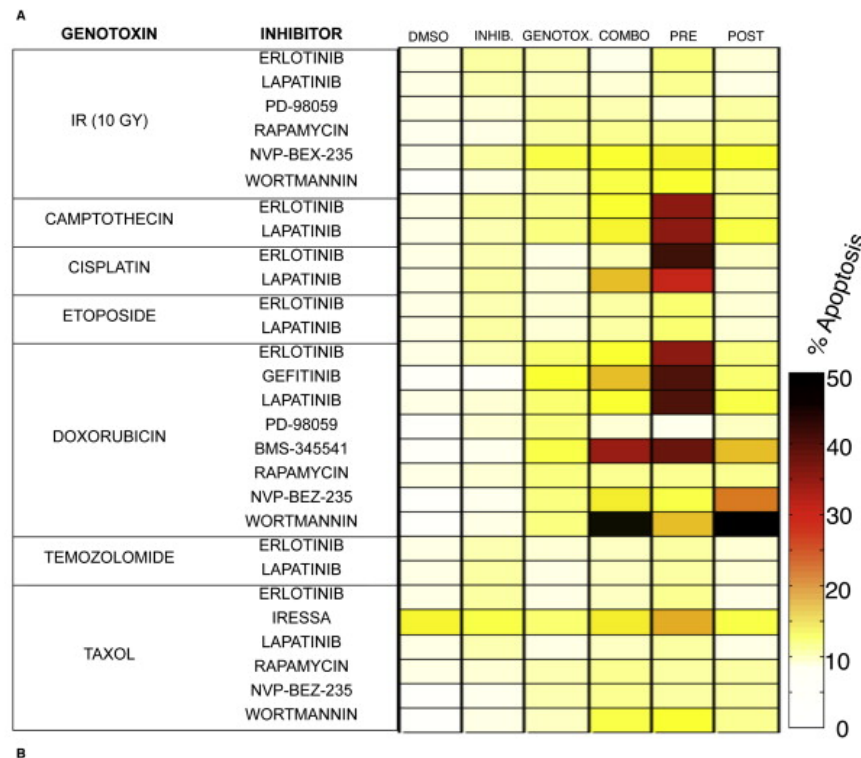 A
GENOTOXIN INHIBITOR DMSO INHIB. GENOTOX. COMBO PRE POST
ERLOTINIB
LAPATINIB
PD-98059
IR (10 GY)
RAPAMYCIN
NVP-BEX-235
WORTMANNIN
CAMPTOTHECIN
ERLOTINIB
LAPATINIB
CISPLATIN
ERLOTINIB
LAPATINIB
ETOPOSIDE
ERLOTINIB
LAPATINIB
DOXORUBICIN
ERLOTINIB
GEFITINIB
LAPATINIB
PD-98059
BMS-345541
RAPAMYCIN
NVP-BEZ-235
WORTMANNIN
TEMOZOLOMIDE
ERLOTINIB
LAPATINIB
TAXOL
ERLOTINIB
IRESSA
LAPATINIB
RAPAMYCIN
NVP-BEZ-235
WORTMANNIN
% Apoptosis
50
40
30
20
10
0
B